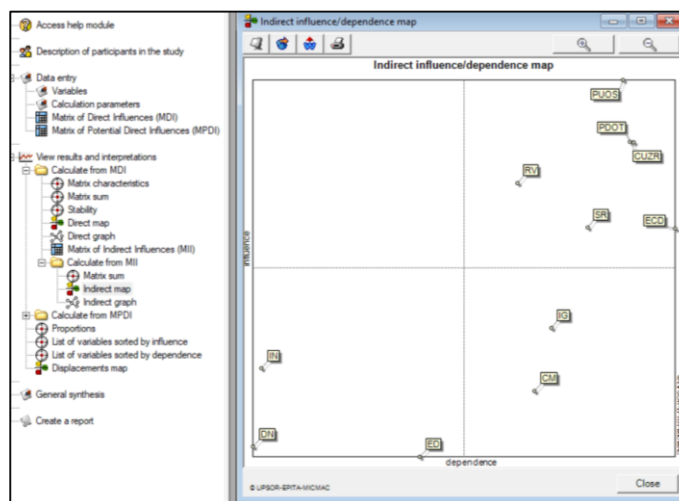 Access help module
Description of participants in the study
Data entry
Variables
Calculation parameters
Matrix of Direct Influences (MDI)
Matrix of Potential Direct Influences (MPDI)
View results and interpretations
Calculate from MDI
Matrix characteristics
Matrix sum
Stability
Direct map
Direct graph
Matrix of Indirect Influences (MII)
Calculate from MII
Matrix sum
Indirect map
Indirect graph
Calculate from MPDI
Proportions
List of variables sorted by influence
List of variables sorted by dependence
Displacements map
General synthesis
Create a report
Indirect influence/dependence map
Indirect influence/dependence map
PUOS
PDOT
CUZR
RV
SR
ECD
influence
IG
IN
CM
DN
ED
dependence
© LIPSOR-EPITA-MICMAC
Close